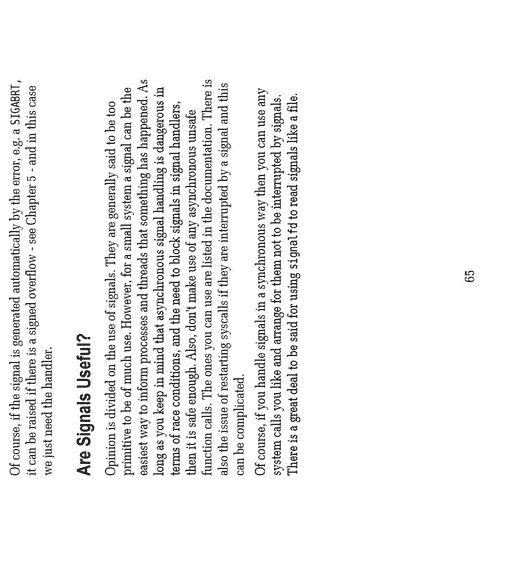 Of course, if the signal is generated automatically by the error, e.g. a SIGABRT,
it can be raised if there is a signed overflow - see Chapter 5 - and in this case
we just need the handler.
Are Signals Useful?
Opinion is divided on the use of signals. They are generally said to be too
primitive to be of much use. However, for a small system a signal can be the
easiest way to inform processes and threads that something has happened. As
long as you keep in mind that asynchronous signal handling is dangerous in
terms of race conditions, and the need to block signals in signal handlers,
then it is safe enough. Also, don't make use of any asynchronous unsafe
function calls. The ones you can use are listed in the documentation. There is
also the issue of restarting syscalls if they are interrupted by a signal and this
can be complicated.
Of course, if you handle signals in a synchronous way then you can use any
system calls you like and arrange for them not to be interrupted by signals.
There is a great deal to be said for using signalfd to read signals like a file.
65